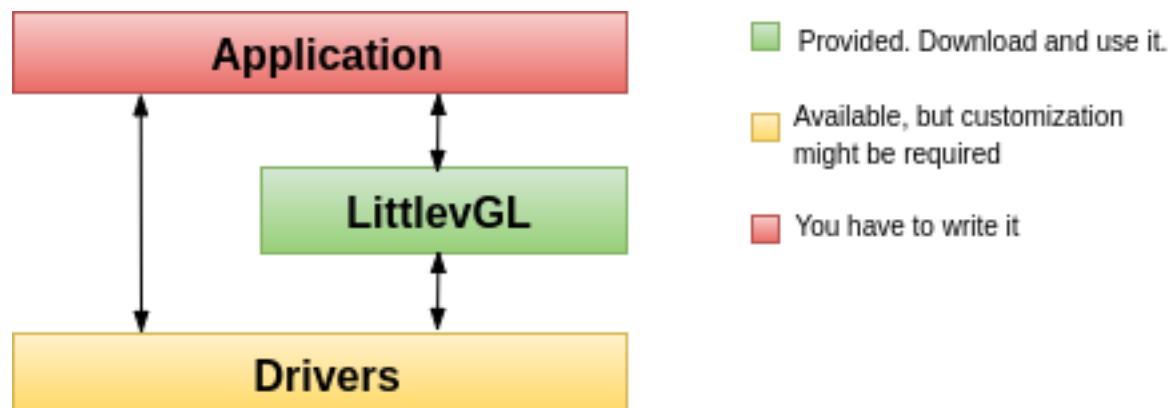 Application
LittlevGL
Drivers
Provided. Download and use it.
Available, but customization
might be required
You have to write it